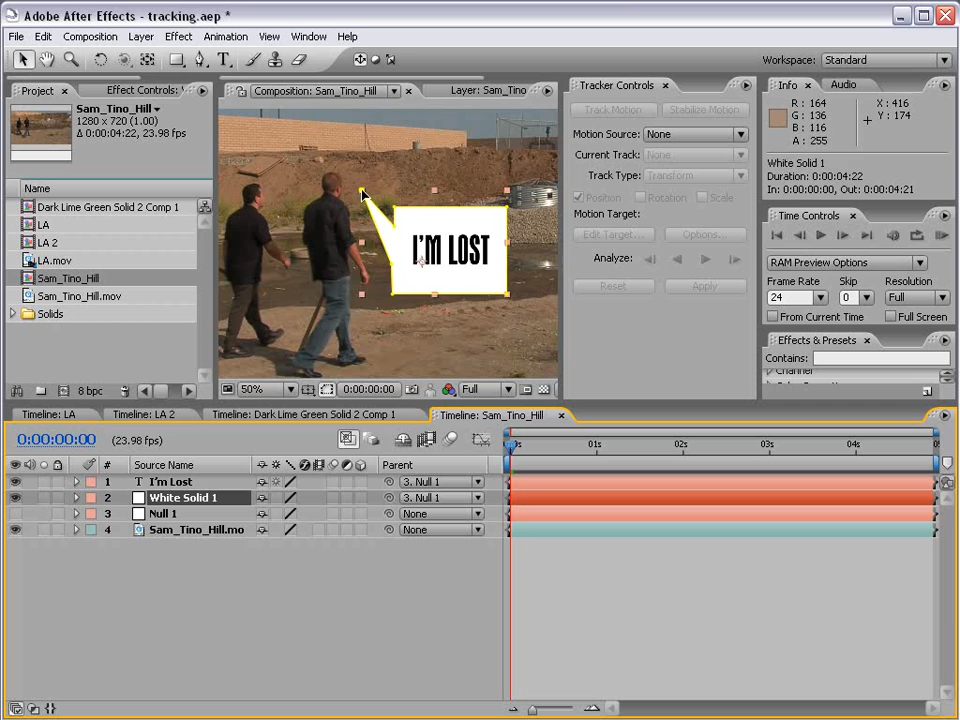 Adobe After Effects - tracking.aep *
File Edit Composition Layer Effect Animation View Window Help
Workspace: Standard
Project × Effect Controls:
Composition: Sam_Tino_Hill × Layer: Sam_Tino
Tracker Controls ×
Info × Audio
Sam_Tino_Hill
1280 x 720 (1.00)
Δ 0:00:04:22, 23.98 fps
Name
Dark Lime Green Solid 2 Comp 1
LA
LA 2
LA.mov
Sam_Tino_Hill
Sam_Tino_Hill.mov
Solids
8 bpc
I'M LOST
50% 0:00:00:00 Full
Track Motion Stabilize Motion
Motion Source: None
Current Track: None
Track Type: Transform
Position Rotation Scale
Motion Target:
Edit Target... Options...
Analyze:
Reset Apply
R : 164
G : 136
B : 116
A : 255
X : 416
Y : 174
White Solid 1
Duration: 0:00:04:22
In: 0:00:00:00, Out: 0:00:04:21
Time Controls ×
RAM Preview Options
Frame Rate Skip Resolution
24 0 Full
From Current Time Full Screen
Effects & Presets ×
Contains:
Channel
Timeline: LA Timeline: LA 2 Timeline: Dark Lime Green Solid 2 Comp 1 Timeline: Sam_Tino_Hill ×
0:00:00:00 (23.98 fps)
# Source Name Parent
01s 02s 03s 04s
1 T I'm Lost 3. Null 1
2 White Solid 1 3. Null 1
3 Null 1 None
4 Sam_Tino_Hill.mo None